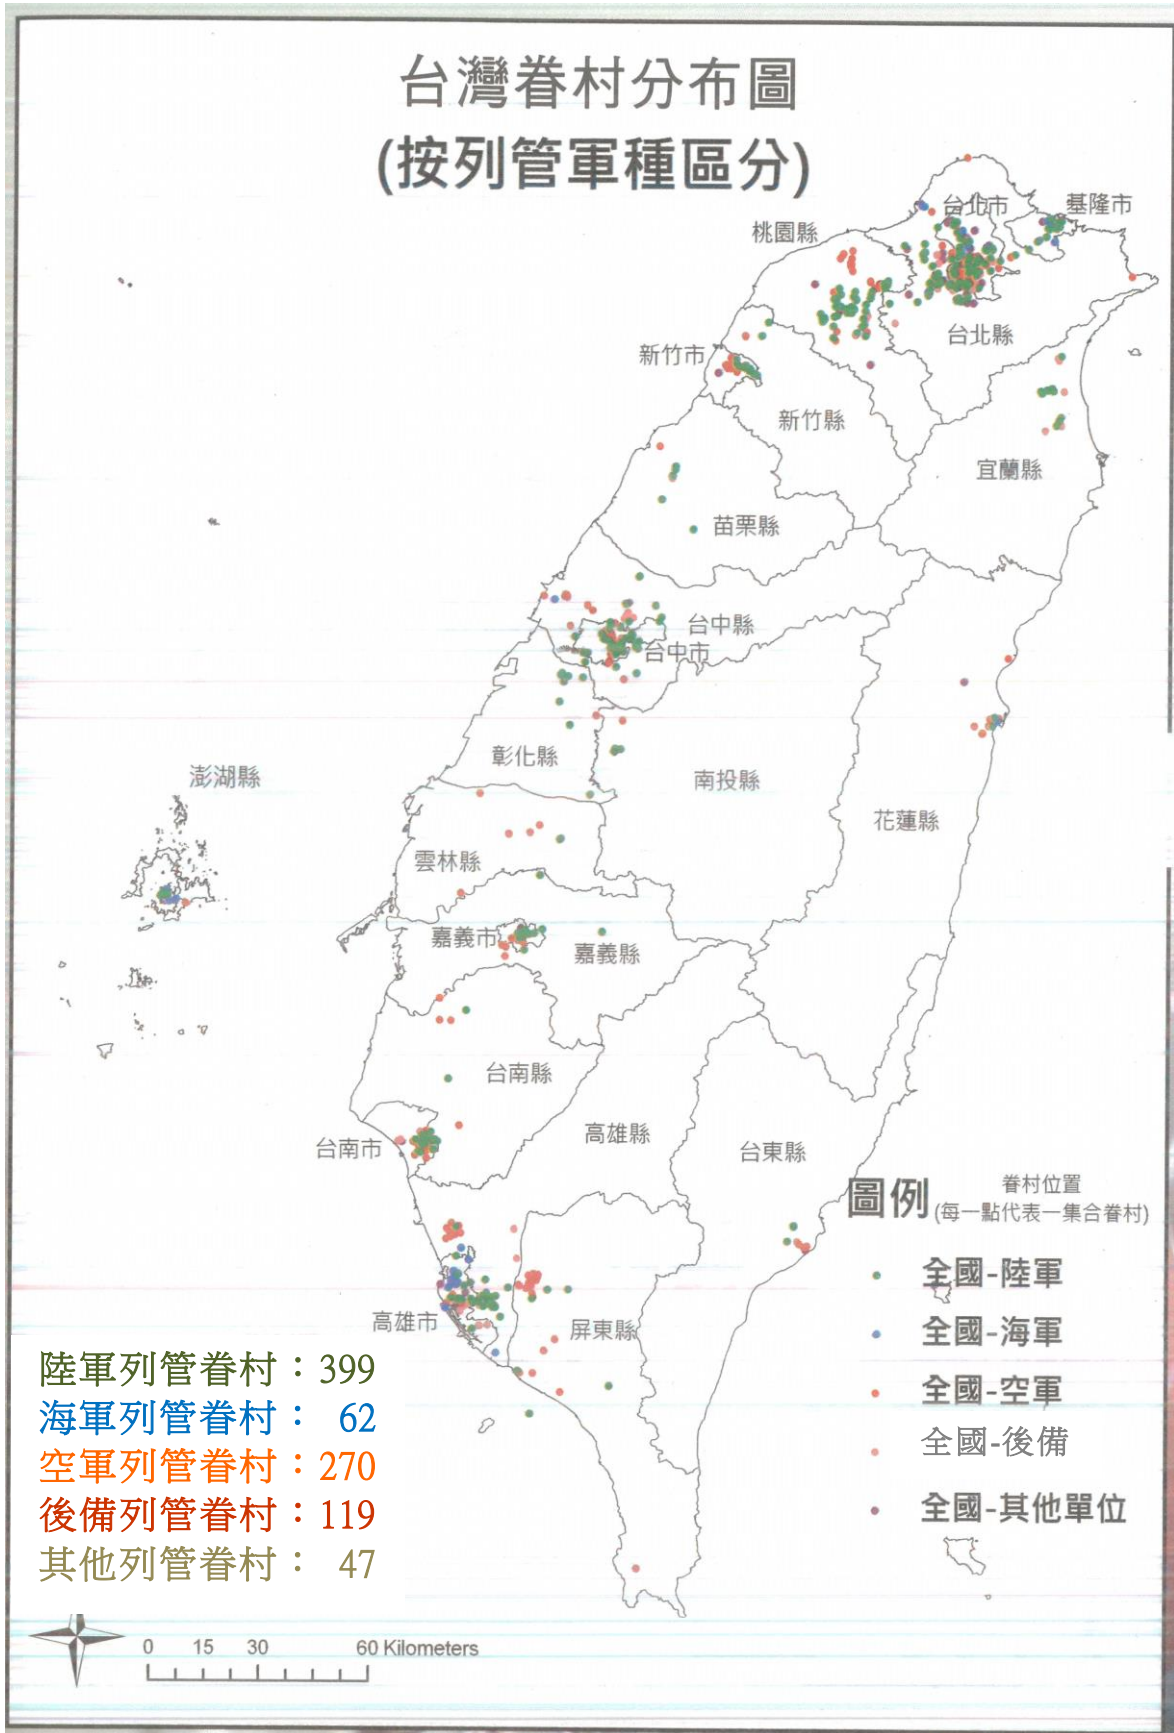 台灣眷村分布圖
(按列管軍種區分)
台北市
基隆市
桃園縣
台北縣
新竹市
新竹縣
宜蘭縣
苗栗縣
台中縣
台中市
彰化縣
南投縣
澎湖縣
花蓮縣
雲林縣
嘉義市
嘉義縣
台南縣
高雄縣
台南市
台東縣
圖例
眷村位置
(每一點代表一集合眷村)
全國-陸軍
全國-海軍
全國-空軍
全國-後備
全國-其他單位
高雄市
屏東縣
陸軍列管眷村：399
海軍列管眷村： 62
空軍列管眷村：270
後備列管眷村：119
其他列管眷村： 47
0 15 30 60 Kilometers